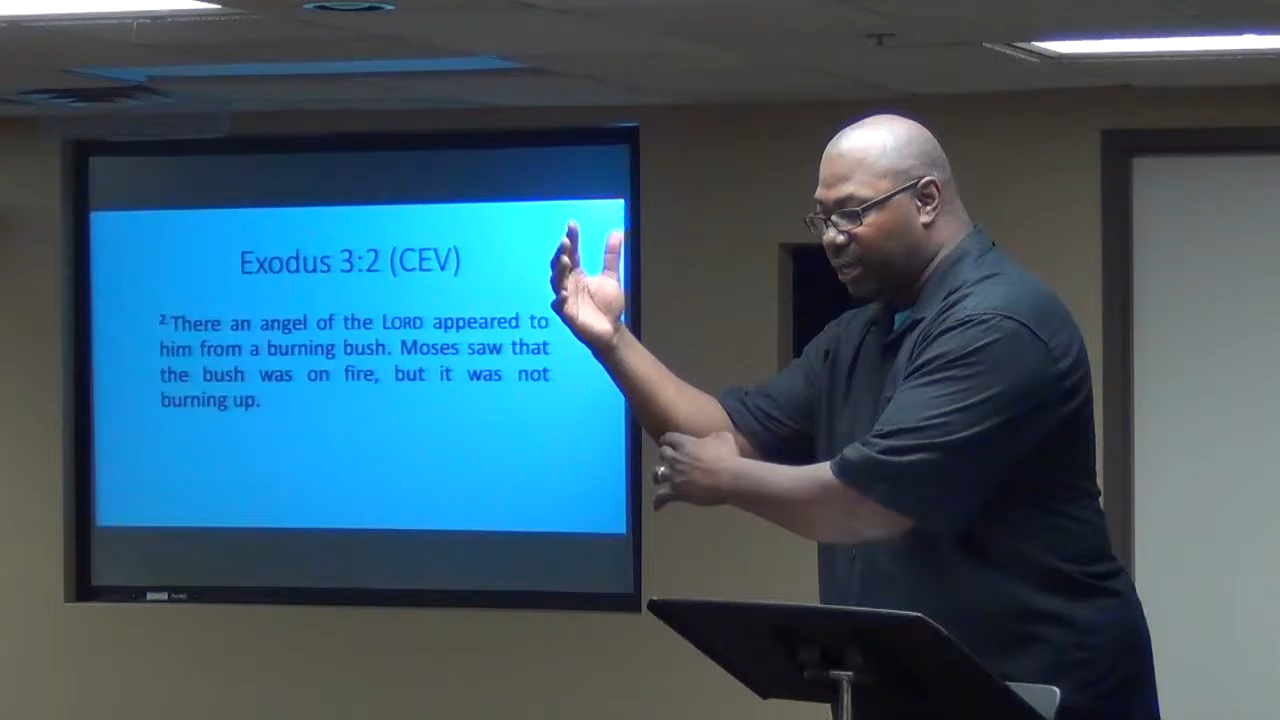 Exodus 3:2 (CEV)
2 There an angel of the LORD appeared to
him from a burning bush. Moses saw that
the bush was on fire, but it was not
burning up.